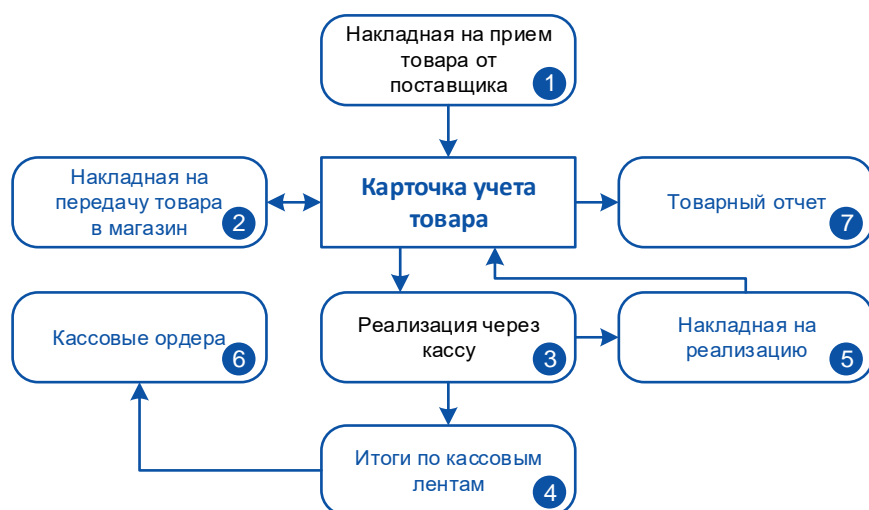 Накладная на прием
товара от
поставщика
1
Накладная на
передачу товара
в магазин
2
Карточка учета
товара
Товарный отчет
7
Кассовые ордера
6
Реализация через
кассу
3
Накладная на
реализацию
5
Итоги по кассовым
лентам
4